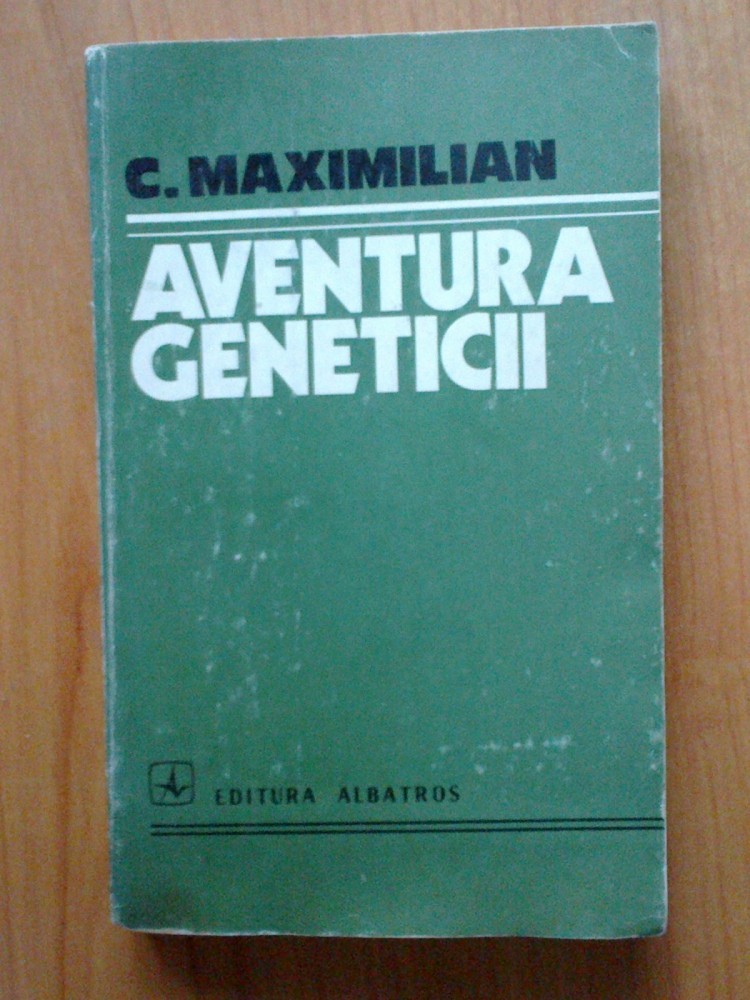 C. MAXIMILIAN
AVENTURA
GENETICII
EDITURA ALBATROS